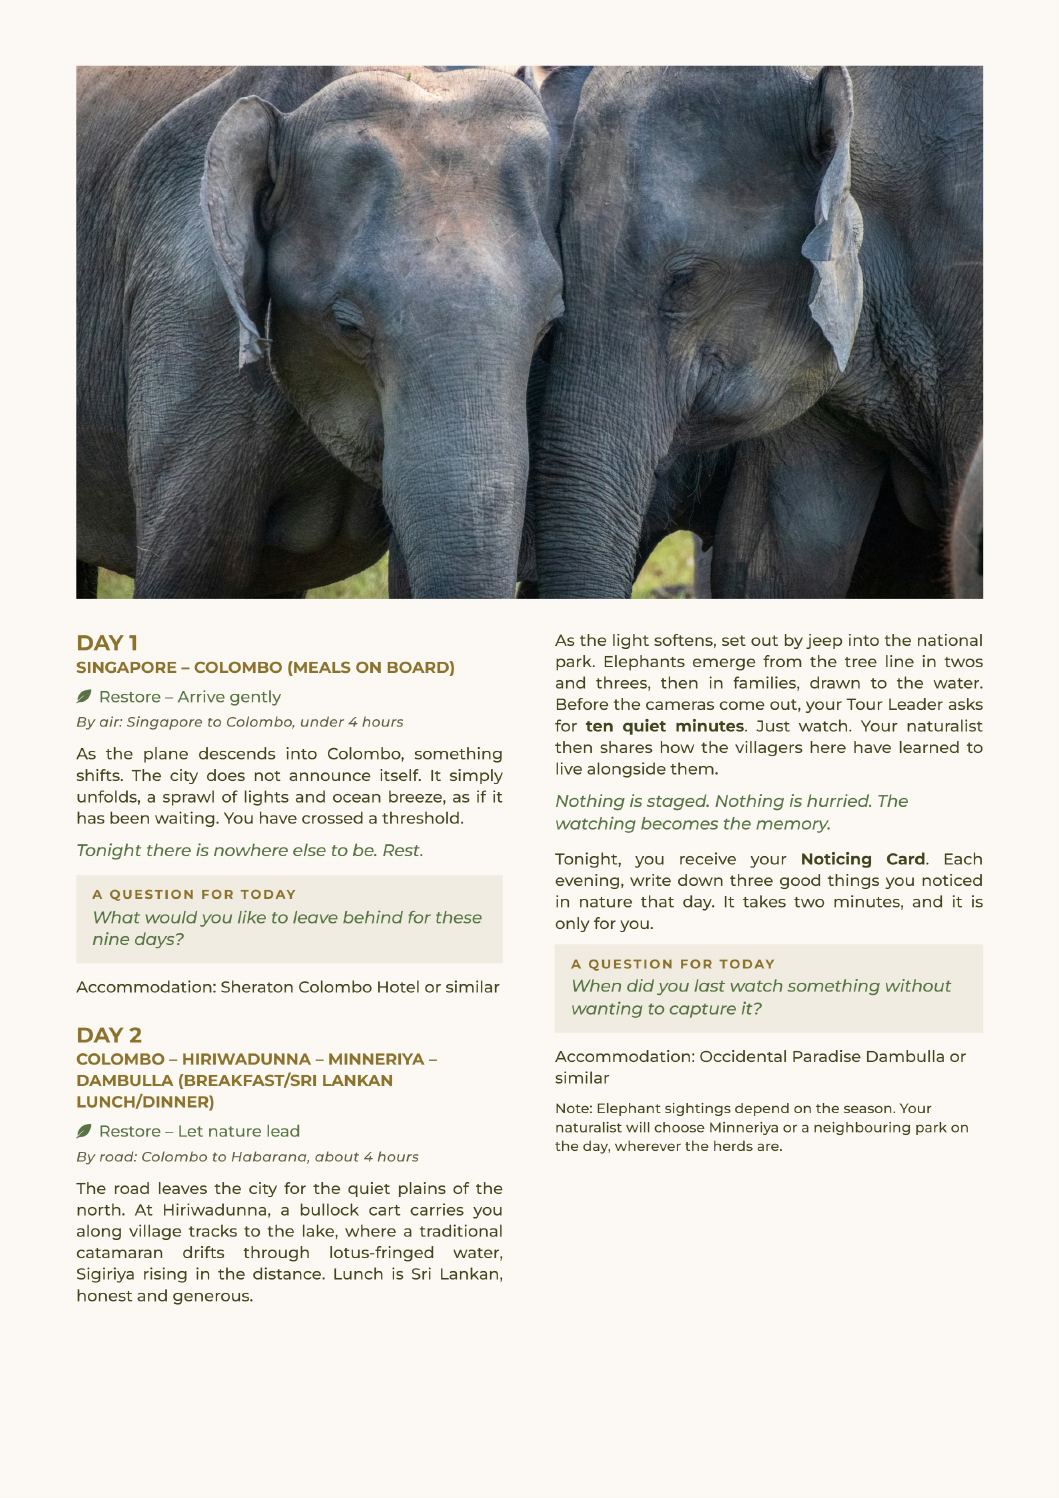 DAY 1
SINGAPORE – COLOMBO (MEALS ON BOARD)
Restore – Arrive gently
By air: Singapore to Colombo, under 4 hours
As the plane descends into Colombo, something
shifts. The city does not announce itself. It simply
unfolds, a sprawl of lights and ocean breeze, as if it
has been waiting. You have crossed a threshold.
Tonight there is nowhere else to be. Rest.
A QUESTION FOR TODAY
What would you like to leave behind for these
nine days?
Accommodation: Sheraton Colombo Hotel or similar
DAY 2
COLOMBO – HIRIWADUNNA – MINNERIYA –
DAMBULLA (BREAKFAST/SRI LANKAN
LUNCH/DINNER)
Restore – Let nature lead
By road: Colombo to Habarana, about 4 hours
The road leaves the city for the quiet plains of the
north. At Hiriwadunna, a bullock cart carries you
along village tracks to the lake, where a traditional
catamaran drifts through lotus-fringed water,
Sigiriya rising in the distance. Lunch is Sri Lankan,
honest and generous.
As the light softens, set out by jeep into the national
park. Elephants emerge from the tree line in twos
and threes, then in families, drawn to the water.
Before the cameras come out, your Tour Leader asks
for ten quiet minutes. Just watch. Your naturalist
then shares how the villagers here have learned to
live alongside them.
Nothing is staged. Nothing is hurried. The
watching becomes the memory.
Tonight, you receive your Noticing Card. Each
evening, write down three good things you noticed
in nature that day. It takes two minutes, and it is
only for you.
A QUESTION FOR TODAY
When did you last watch something without
wanting to capture it?
Accommodation: Occidental Paradise Dambulla or
similar
Note: Elephant sightings depend on the season. Your
naturalist will choose Minneriya or a neighbouring park on
the day, wherever the herds are.